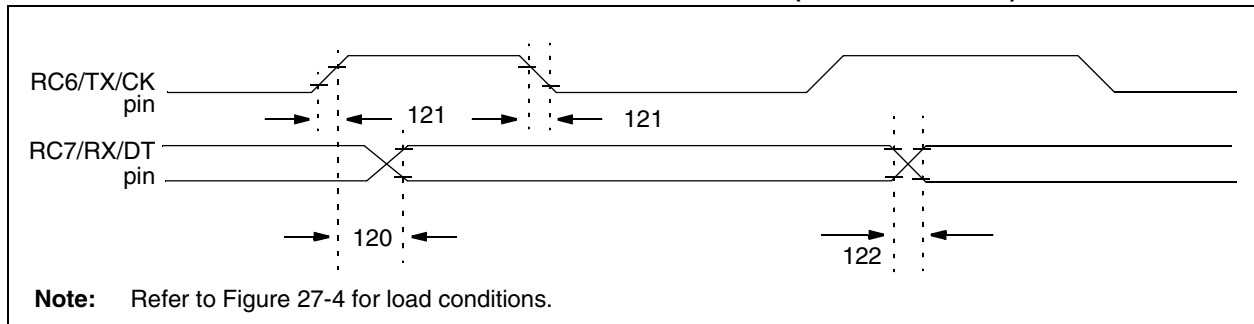 RC6/TX/CK
pin
121
121
RC7/RX/DT
pin
120
122
Note: Refer to Figure 27-4 for load conditions.